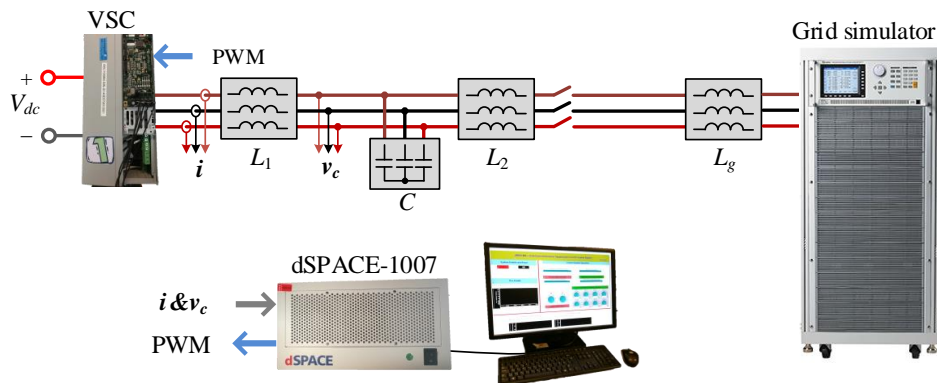 VSC
PWM
Grid simulator
+
V_dc
−
i
L_1
v_c
C
L_2
L_g
dSPACE-1007
i & v_c
PWM
dSPACE